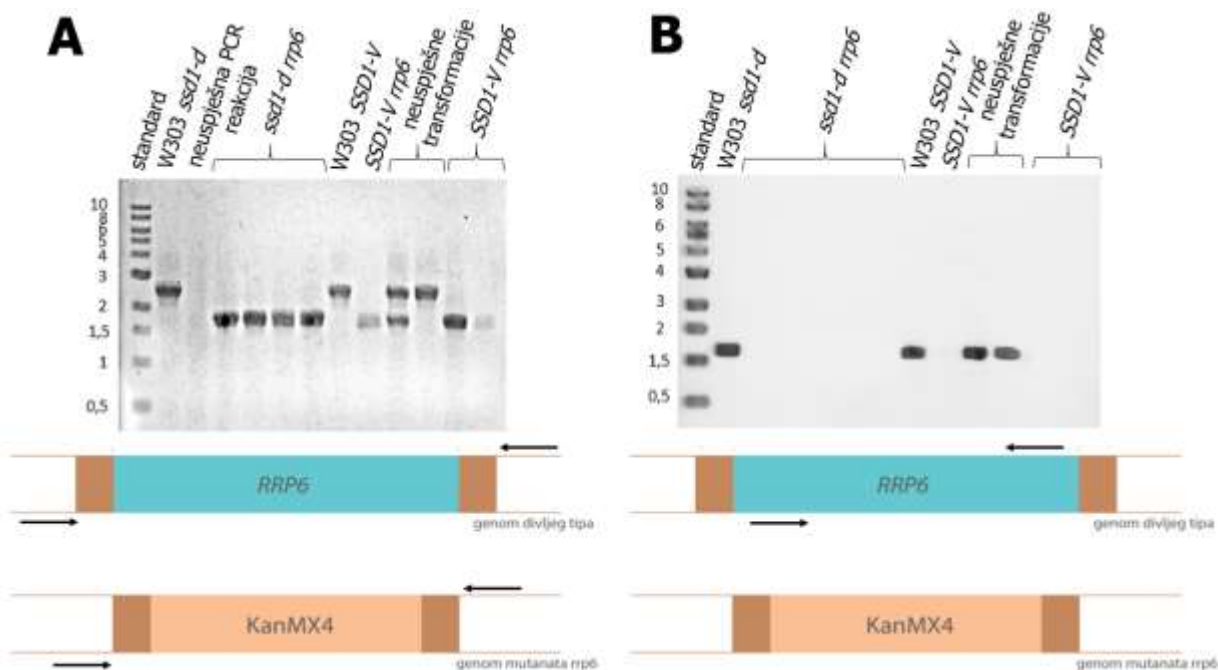 A
standard
W303 ssd1-d
neuspješna PCR
reakcija
ssd1-d rrp6
W303 SSD1-V
SSD1-V rrp6
neuspješne
transformacije
SSD1-V rrp6
10
8
6
5
4
3
2
1,5
1
0,5
RRP6
genom divljeg tipa
KanMX4
genom mutanata rrp6
B
standard
W303 ssd1-d
ssd1-d rrp6
W303 SSD1-V
SSD1-V rrp6
neuspješne
transformacije
SSD1-V rrp6
10
8
6
5
4
3
2
1,5
0,5
RRP6
genom divljeg tipa
KanMX4
genom mutanata rrp6